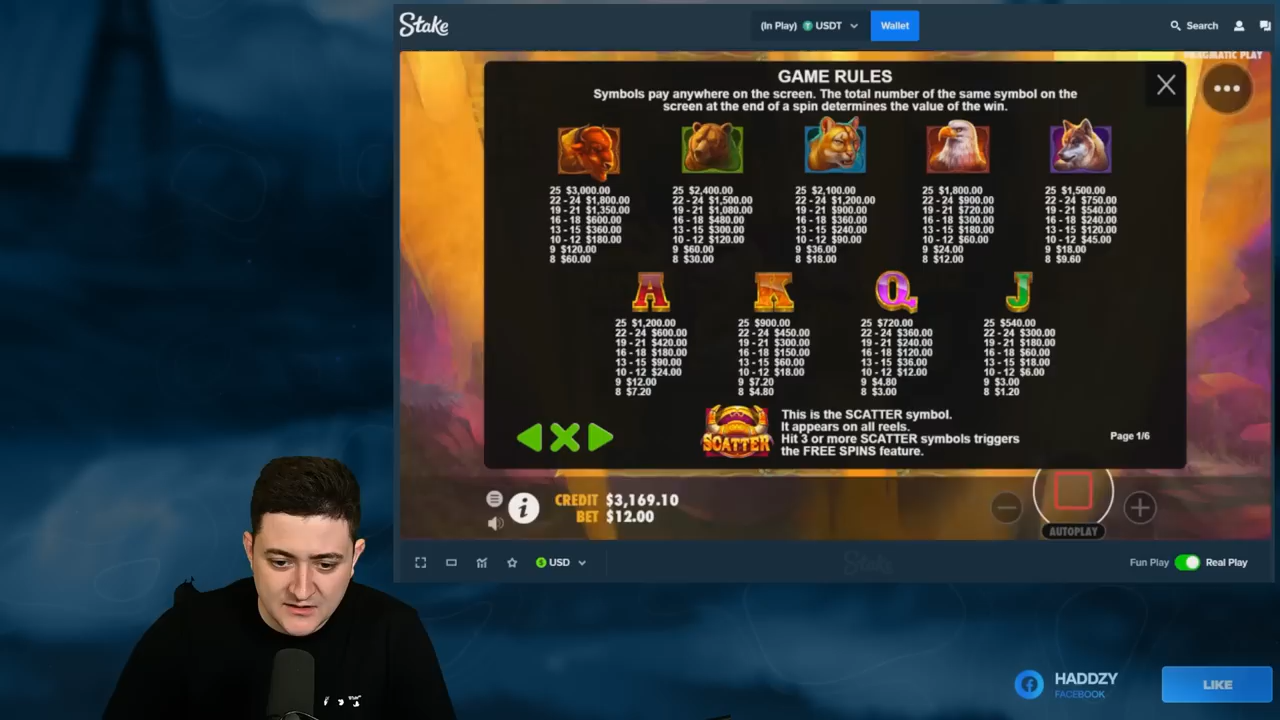 Stake
(In Play) USDT
Wallet
Search
PRAGMATIC PLAY
GAME RULES
Symbols pay anywhere on the screen. The total number of the same symbol on the
screen at the end of a spin determines the value of the win.
25 $3,000.00
22 - 24 $1,800.00
19 - 21 $1,350.00
16 - 18 $600.00
13 - 15 $360.00
10 - 12 $180.00
9 $120.00
8 $60.00
25 $2,400.00
22 - 24 $1,500.00
19 - 21 $1,080.00
16 - 18 $480.00
13 - 15 $300.00
10 - 12 $120.00
9 $60.00
8 $30.00
25 $2,100.00
22 - 24 $1,200.00
19 - 21 $900.00
16 - 18 $360.00
13 - 15 $240.00
10 - 12 $90.00
9 $36.00
8 $18.00
25 $1,800.00
22 - 24 $900.00
19 - 21 $720.00
16 - 18 $300.00
13 - 15 $180.00
10 - 12 $60.00
9 $24.00
8 $12.00
25 $1,500.00
22 - 24 $750.00
19 - 21 $540.00
16 - 18 $240.00
13 - 15 $120.00
10 - 12 $45.00
9 $18.00
8 $9.60
A
25 $1,200.00
22 - 24 $600.00
19 - 21 $420.00
16 - 18 $180.00
13 - 15 $90.00
10 - 12 $24.00
9 $12.00
8 $7.20
K
25 $900.00
22 - 24 $450.00
19 - 21 $300.00
16 - 18 $150.00
13 - 15 $60.00
10 - 12 $18.00
9 $7.20
8 $4.80
Q
25 $720.00
22 - 24 $360.00
19 - 21 $240.00
16 - 18 $120.00
13 - 15 $36.00
10 - 12 $12.00
9 $4.80
8 $3.00
J
25 $540.00
22 - 24 $300.00
19 - 21 $180.00
16 - 18 $60.00
13 - 15 $18.00
10 - 12 $6.00
9 $3.00
8 $1.20
SCATTER
This is the SCATTER symbol.
It appears on all reels.
Hit 3 or more SCATTER symbols triggers
the FREE SPINS feature.
Page 1/6
CREDIT $3,169.10
BET $12.00
AUTOPLAY
USD
Stake
Fun Play
Real Play
HADDZY
FACEBOOK
LIKE